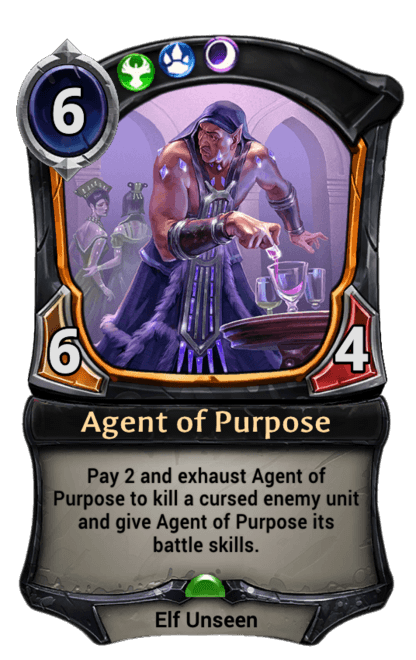 6
6
4
Agent of Purpose
Pay 2 and exhaust Agent of
Purpose to kill a cursed enemy unit
and give Agent of Purpose its
battle skills.
Elf Unseen